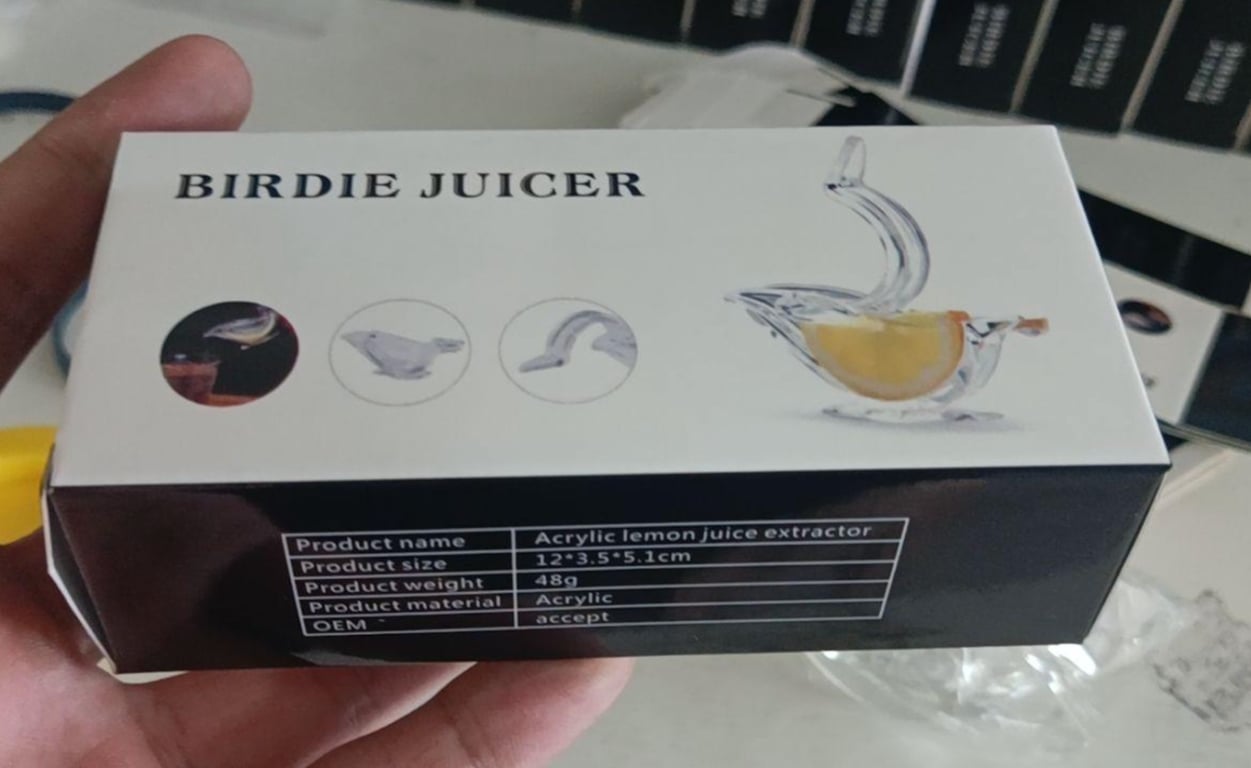 BIRDIE JUICER
Product name Acrylic lemon juice extractor
Product size 12*3.5*5.1cm
Product weight 48g
Product material Acrylic
OEM accept